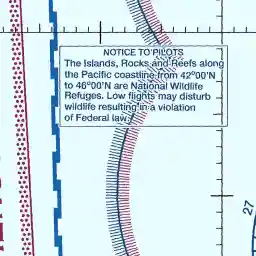 NOTICE TO PILOTS
The Islands, Rocks and Reefs along
the Pacific coastline from 42°00'N
to 46°00'N are National Wildlife
Refuges. Low flights may disturb
wildlife resulting in a violation
of Federal law.
27